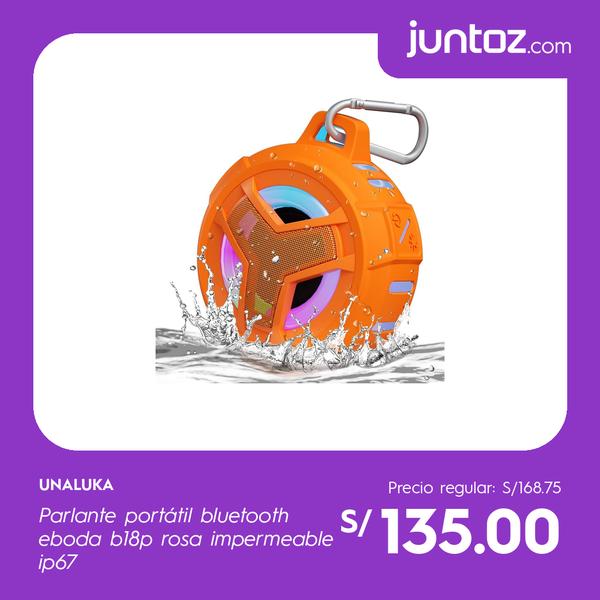 juntoz.com
UNALUKA
Parlante portátil bluetooth
eboda b18p rosa impermeable
ip67
Precio regular: S/168.75
S/135.00